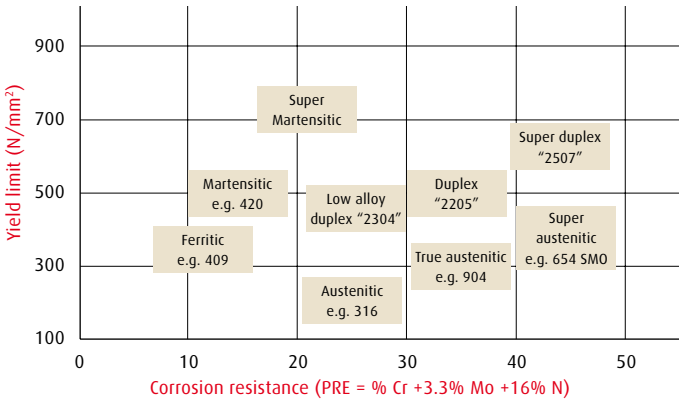 Yield limit (N/mm²)
900
700
500
300
100
Super
Martensitic
Super duplex
“2507”
Martensitic
e.g. 420
Low alloy
duplex “2304”
Duplex
“2205”
Ferritic
e.g. 409
Super
austenitic
e.g. 654 SMO
True austenitic
e.g. 904
Austenitic
e.g. 316
0
10
20
30
40
50
Corrosion resistance (PRE = % Cr +3.3% Mo +16% N)